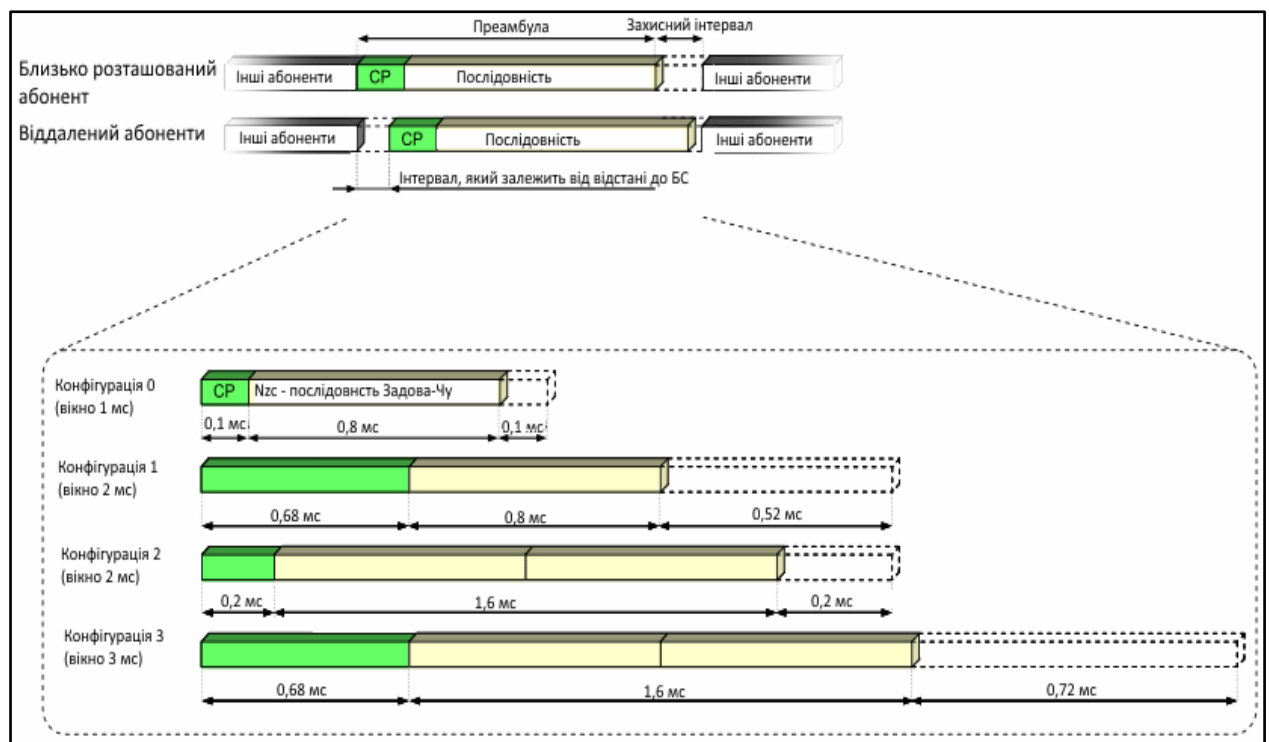 Преамбула
Захисний інтервал
Близько розташований
абонент
Інші абоненти
CP
Послідовність
Інші абоненти
Віддалений абоненти
Інші абоненти
CP
Послідовність
Інші абоненти
Інтервал, який залежить від відстані до БС
Конфігурація 0
(вікно 1 мс)
CP
Nzc - послідовнсть Задова-Чу
0,1 мс
0,8 мс
0,1 мс
Конфігурація 1
(вікно 2 мс)
0,68 мс
0,8 мс
0,52 мс
Конфігурація 2
(вікно 2 мс)
0,2 мс
1,6 мс
0,2 мс
Конфігурація 3
(вікно 3 мс)
0,68 мс
1,6 мс
0,72 мс